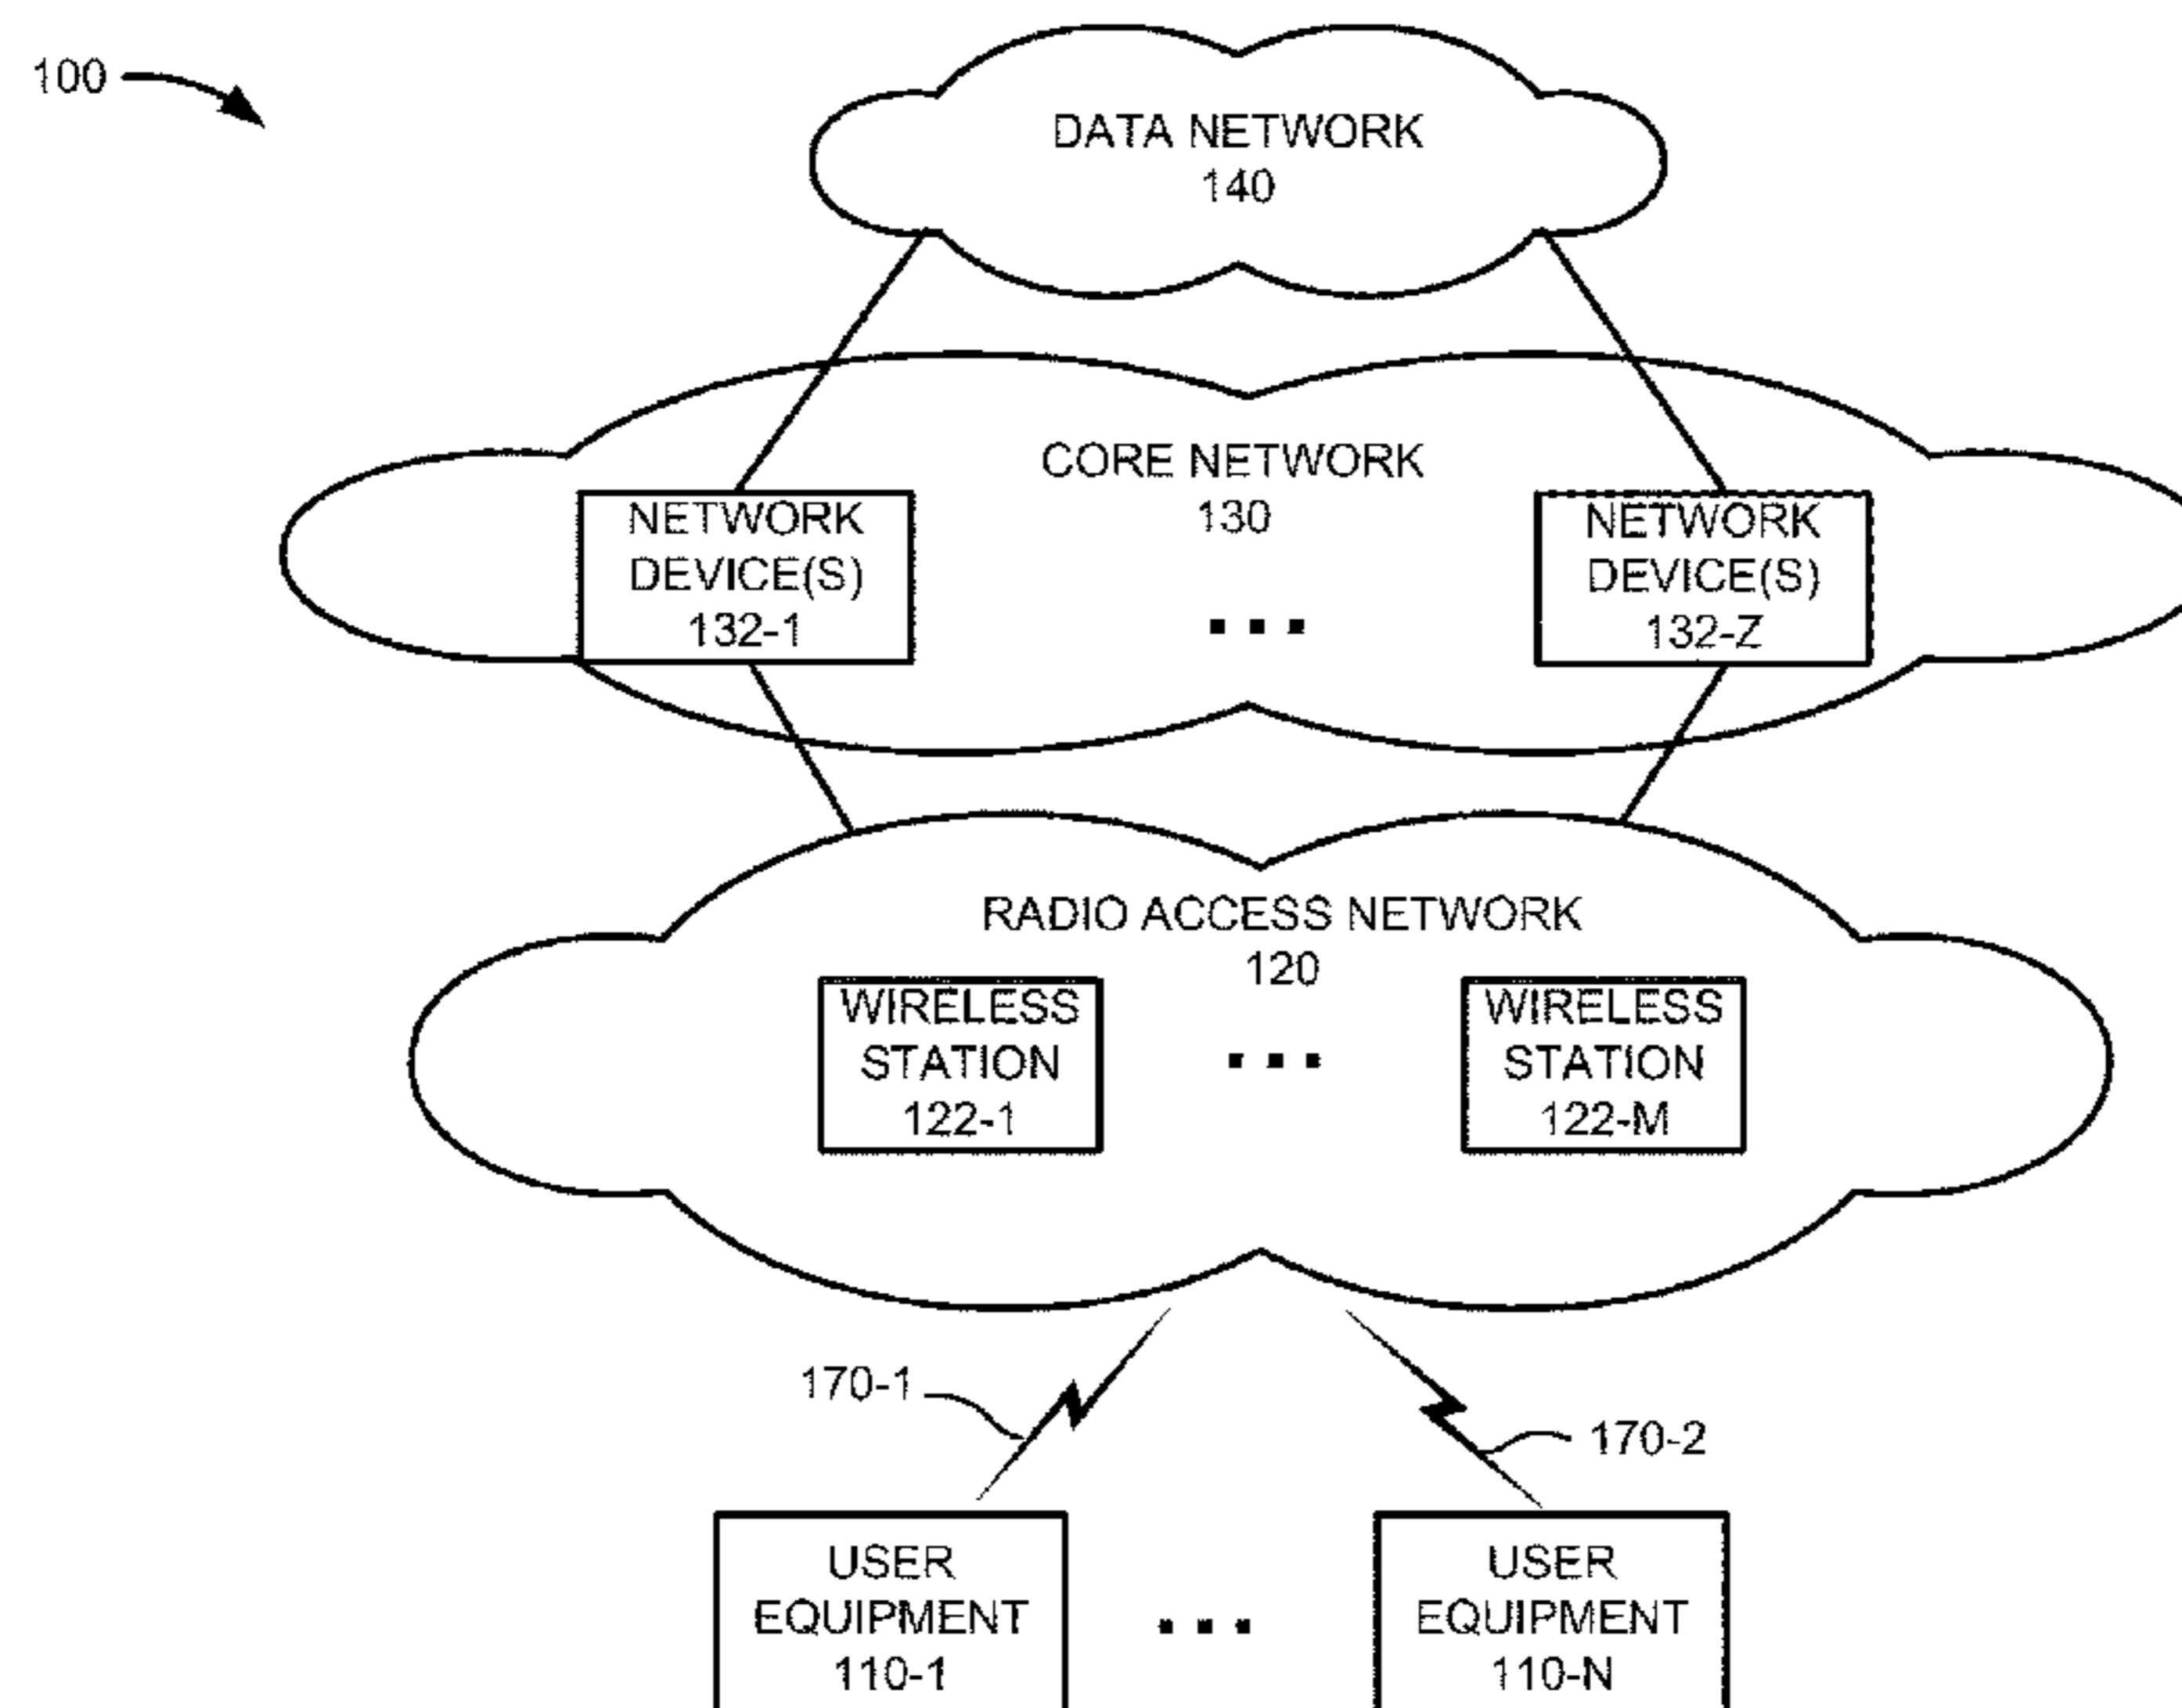 100
DATA NETWORK
140
CORE NETWORK
130
NETWORK
DEVICE(S)
132-1
...
NETWORK
DEVICE(S)
132-Z
RADIO ACCESS NETWORK
120
WIRELESS
STATION
122-1
...
WIRELESS
STATION
122-M
170-1
170-2
USER
EQUIPMENT
110-1
...
USER
EQUIPMENT
110-N